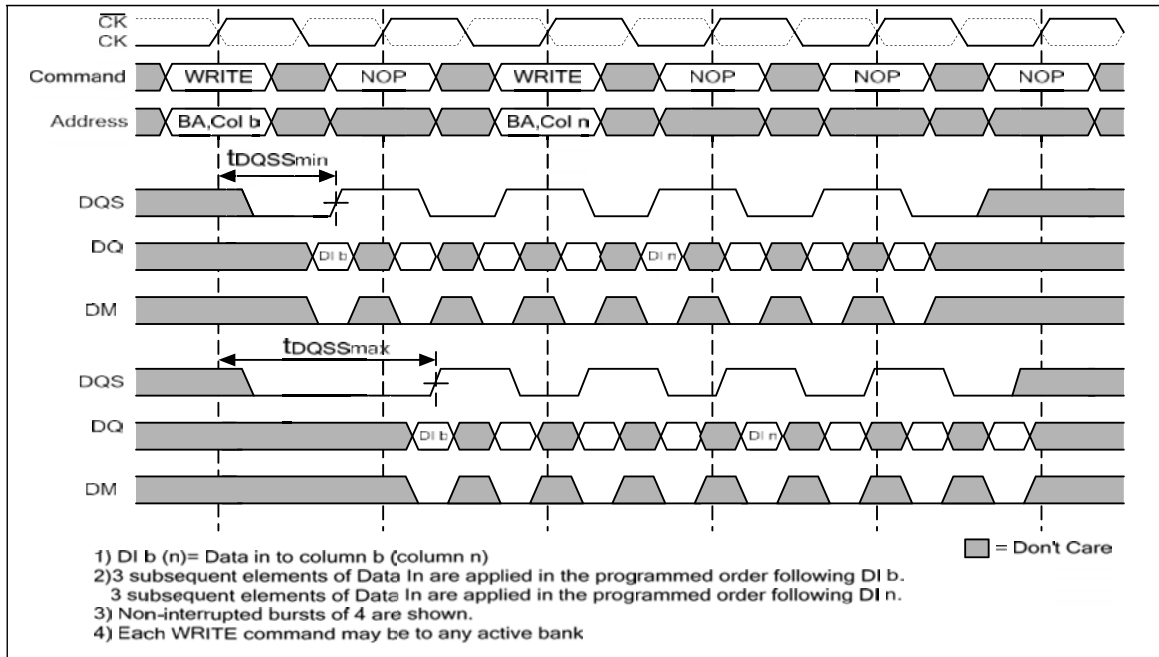 CK
CK
Command WRITE NOP WRITE NOP NOP NOP
Address BA,Col b BA,Col n
tDQSSmin
DQS
DQ DI b DI n
DM
tDQSSmax
DQS
DQ DI b DI n
DM
1) DI b (n)= Data in to column b (column n)
= Don't Care
2)3 subsequent elements of Data In are applied in the programmed order following DI b.
3 subsequent elements of Data In are applied in the programmed order following DI n.
3) Non-interrupted bursts of 4 are shown.
4) Each WRITE command may be to any active bank